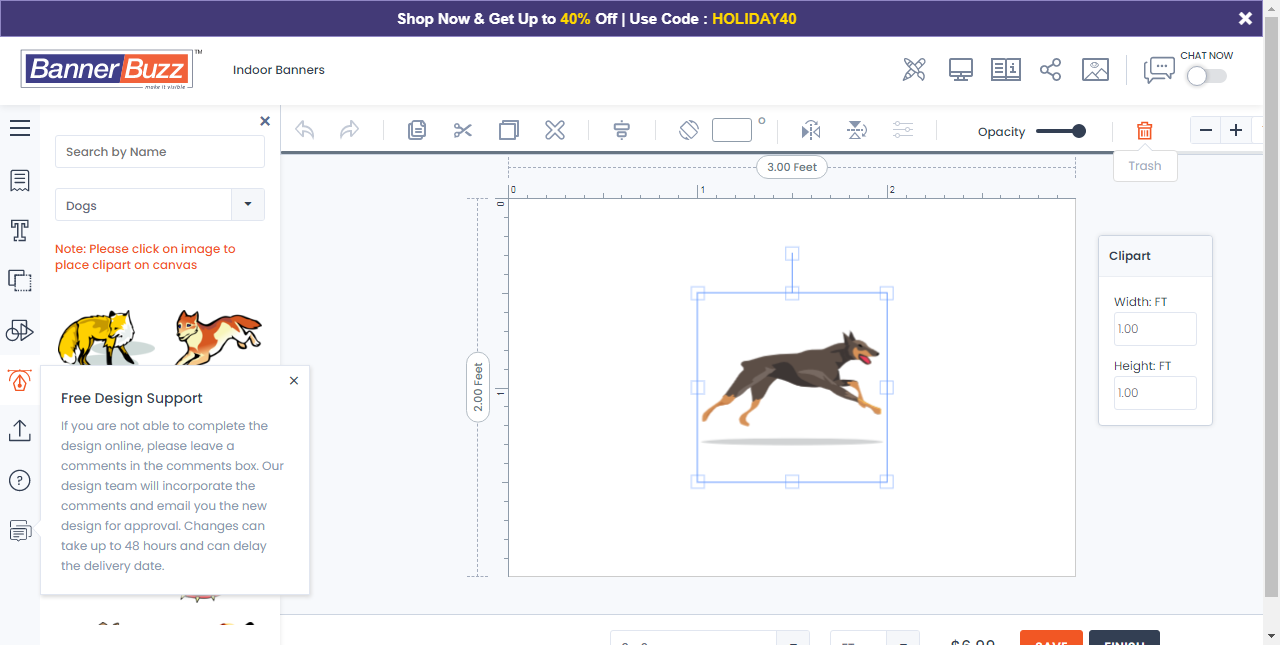 Shop Now & Get Up to 40% Off | Use Code : HOLIDAY40
BannerBuzz
TM
make it visible
Indoor Banners
CHAT NOW
Search by Name
Dogs
Note: Please click on image to
place clipart on canvas
Opacity
Trash
3.00 Feet
0 1 2
0
1
2.00 Feet
Clipart
Width: FT
1.00
Height: FT
1.00
Free Design Support
If you are not able to complete the
design online, please leave a
comments in the comments box. Our
design team will incorporate the
comments and email you the new
design for approval. Changes can
take up to 48 hours and can delay
the delivery date.
SAVE
FINISH